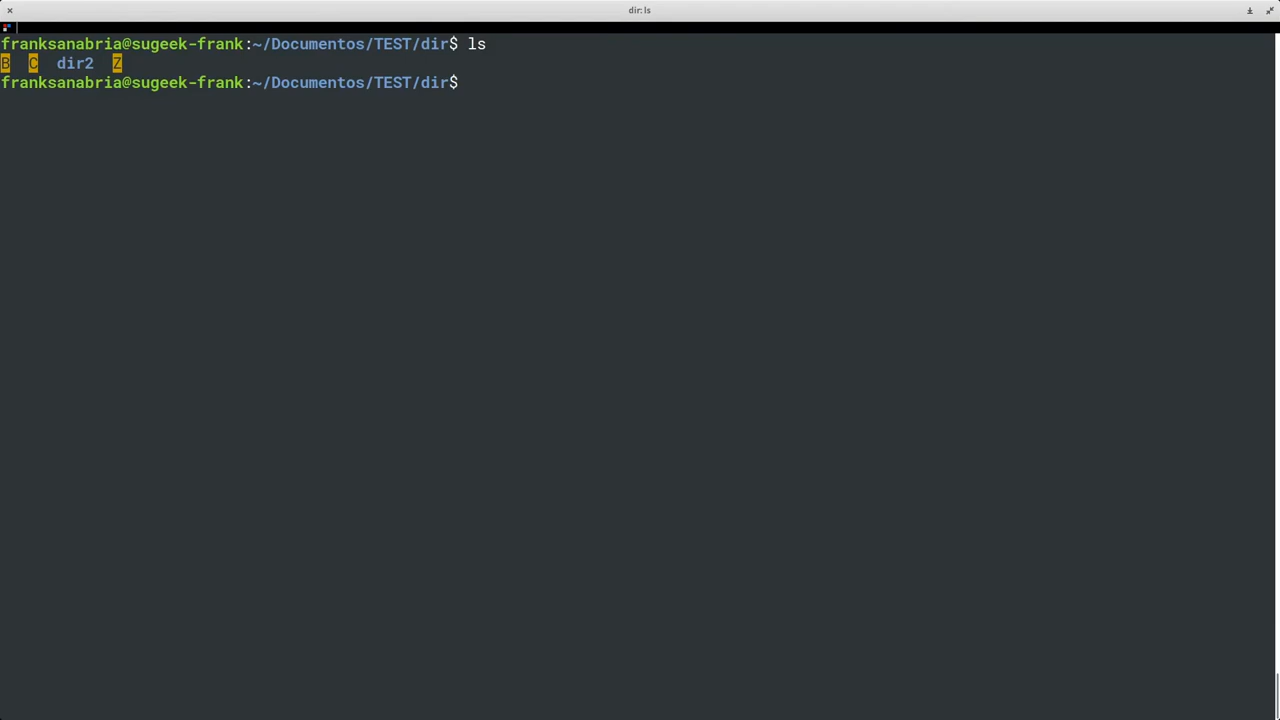 dir: ls
franksanabria@sugeek-frank:~/Documentos/TEST/dir$ ls
B  C  dir2  Z
franksanabria@sugeek-frank:~/Documentos/TEST/dir$